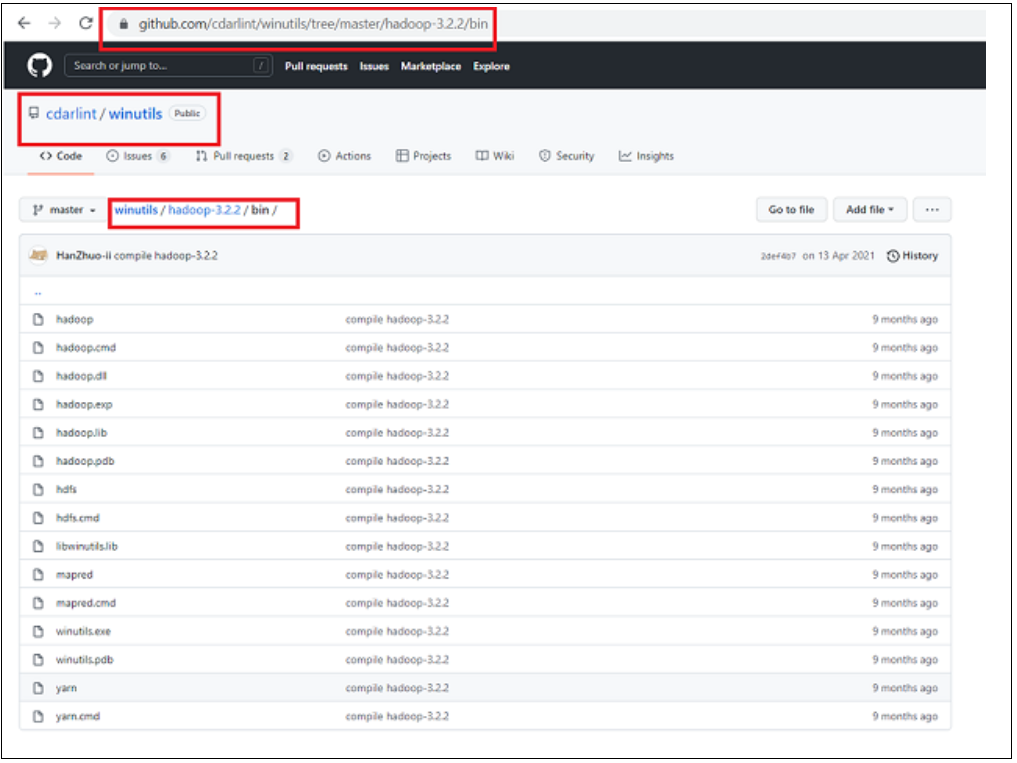 github.com/cdarlint/winutils/tree/master/hadoop-3.2.2/bin
Search or jump to... / Pull requests Issues Marketplace Explore
cdarlint / winutils Public
<> Code Issues 6 Pull requests 2 Actions Projects Wiki Security Insights
master winutils / hadoop-3.2.2 / bin / Go to file Add file ...
HanZhuo-ii compile hadoop-3.2.2 2def4b7 on 13 Apr 2021 History
..
hadoop compile hadoop-3.2.2 9 months ago
hadoop.cmd compile hadoop-3.2.2 9 months ago
hadoop.dll compile hadoop-3.2.2 9 months ago
hadoop.exp compile hadoop-3.2.2 9 months ago
hadoop.lib compile hadoop-3.2.2 9 months ago
hadoop.pdb compile hadoop-3.2.2 9 months ago
hdfs compile hadoop-3.2.2 9 months ago
hdfs.cmd compile hadoop-3.2.2 9 months ago
libwinutils.lib compile hadoop-3.2.2 9 months ago
mapred compile hadoop-3.2.2 9 months ago
mapred.cmd compile hadoop-3.2.2 9 months ago
winutils.exe compile hadoop-3.2.2 9 months ago
winutils.pdb compile hadoop-3.2.2 9 months ago
yarn compile hadoop-3.2.2 9 months ago
yarn.cmd compile hadoop-3.2.2 9 months ago